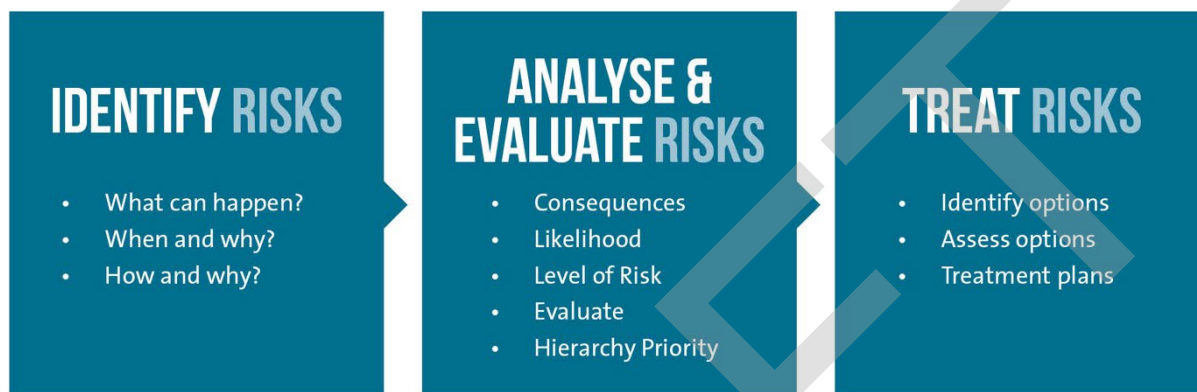 IDENTIFY RISKS
• What can happen?
• When and why?
• How and why?
ANALYSE &
EVALUATE RISKS
• Consequences
• Likelihood
• Level of Risk
• Evaluate
• Hierarchy Priority
TREAT RISKS
• Identify options
• Assess options
• Treatment plans